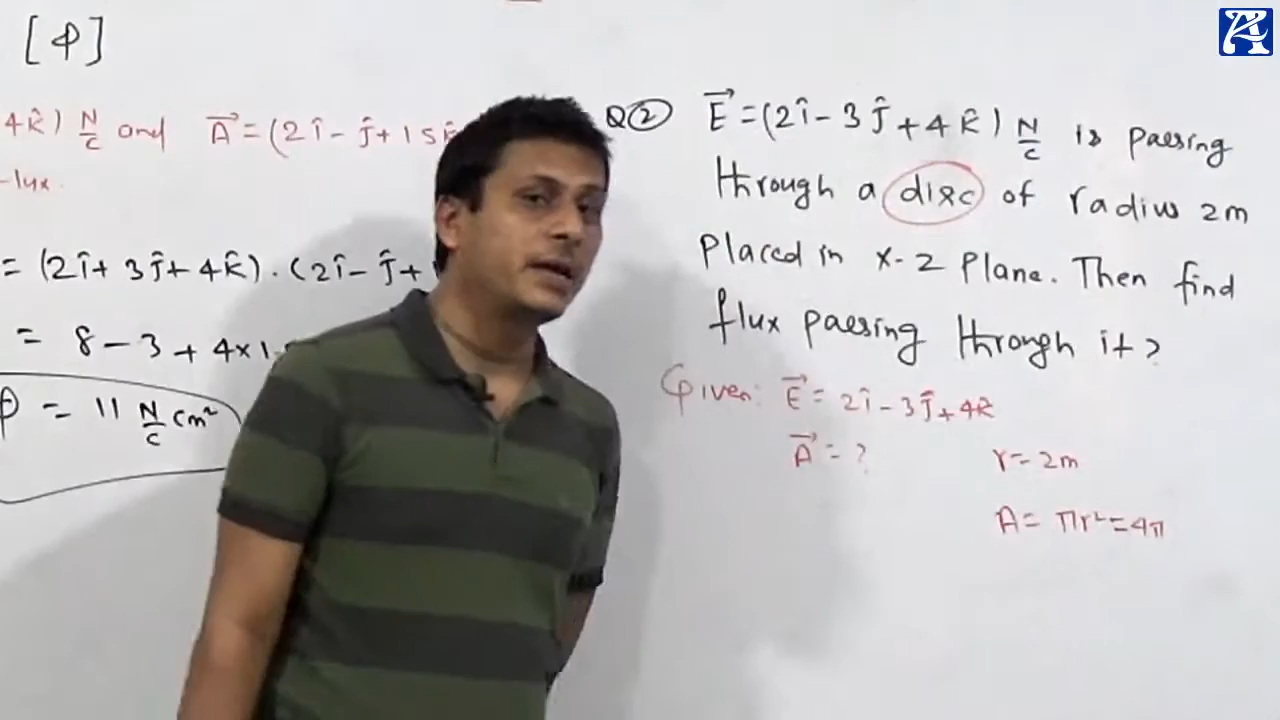 [φ]
4k̂) N/C and A⃗ = (2î - ĵ + 1.5k̂
flux.
= (2î + 3ĵ + 4k̂) . (2î - ĵ +
= 8 - 3 + 4×1.
φ = 11 N/C m²
Q② E⃗ = (2î - 3ĵ + 4k̂) N/C is passing
through a disc of radius 2m
Placed in x-z Plane. Then find
flux passing through it?
Given: E⃗ = 2î - 3ĵ + 4k̂
A⃗ = ?
r = 2m
A = πr² = 4π